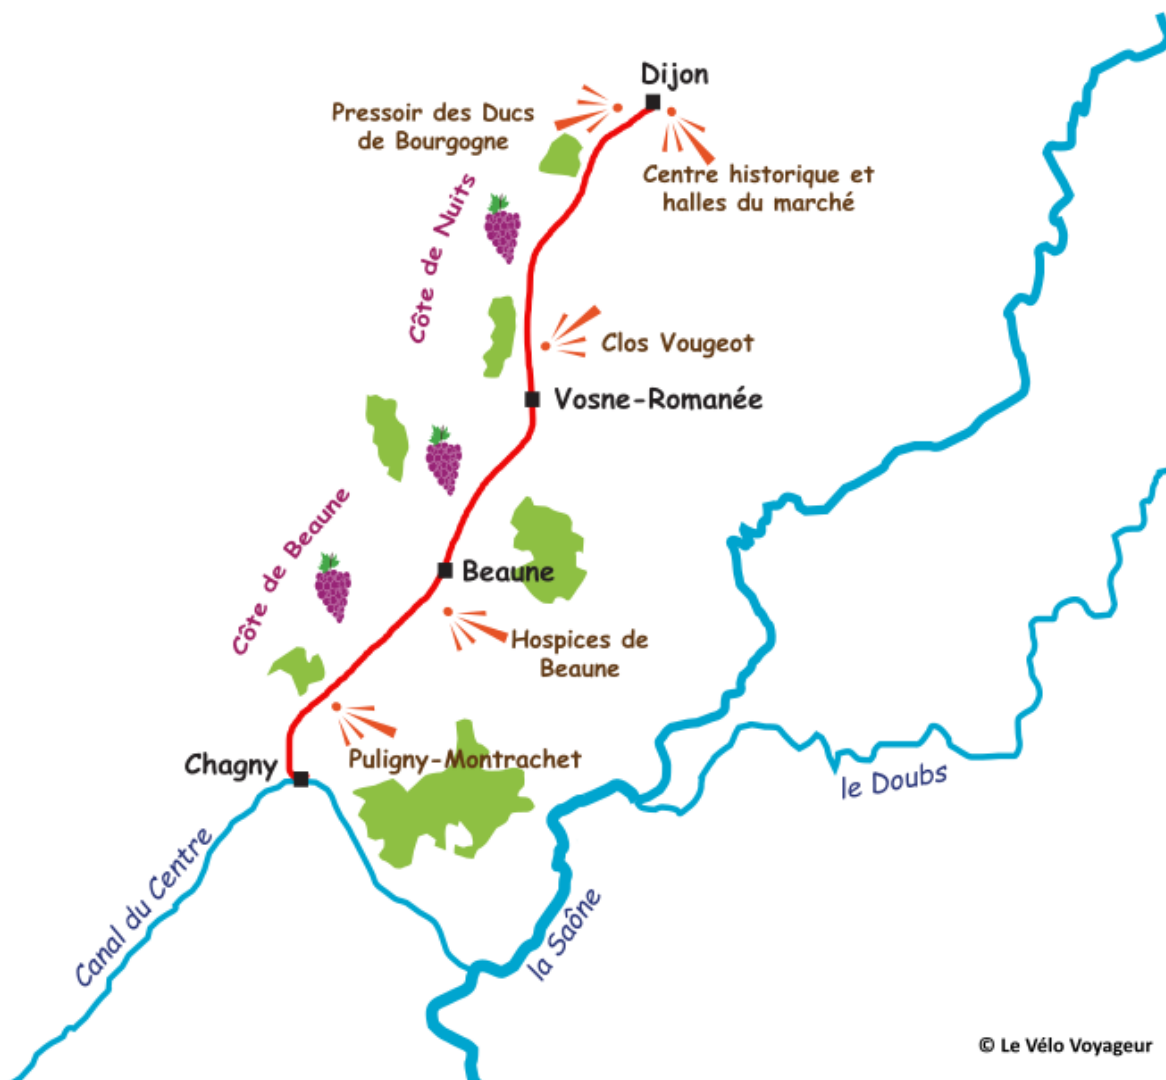 Dijon
Pressoir des Ducs
de Bourgogne
Centre historique et
halles du marché
Côte de Nuits
Clos Vougeot
Vosne-Romanée
Côte de Beaune
Beaune
Hospices de
Beaune
Puligny-Montrachet
Chagny
le Doubs
Canal du Centre
la Saône
© Le Vélo Voyageur